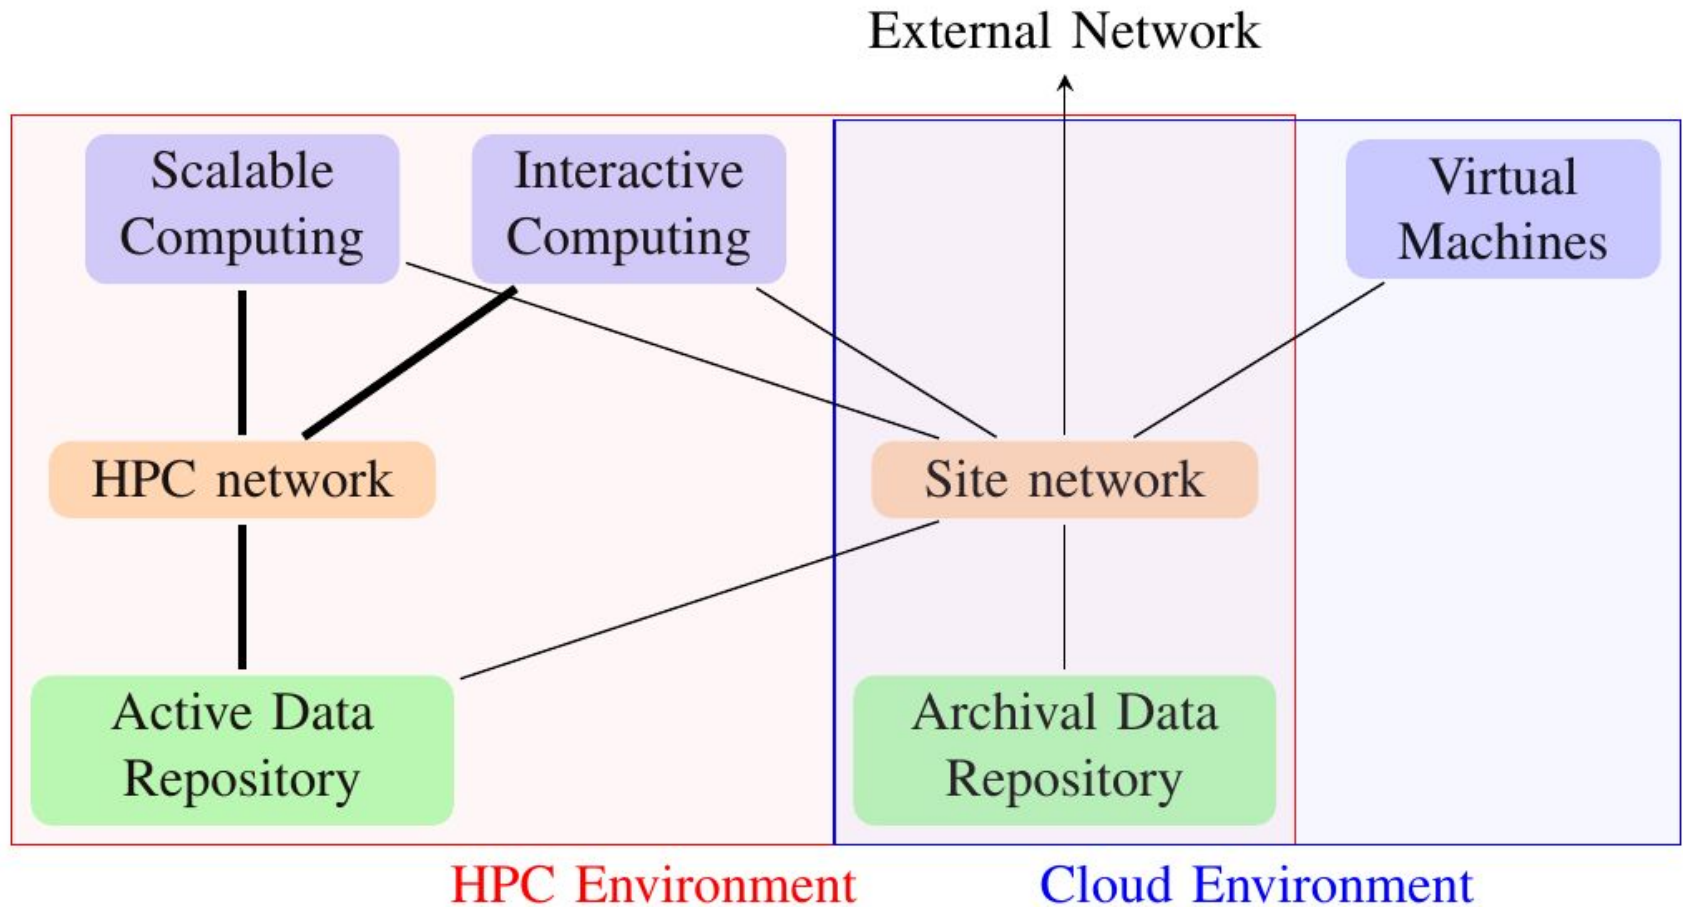 External Network
Scalable
Computing
Interactive
Computing
Virtual
Machines
HPC network
Site network
Active Data
Repository
Archival Data
Repository
HPC Environment
Cloud Environment